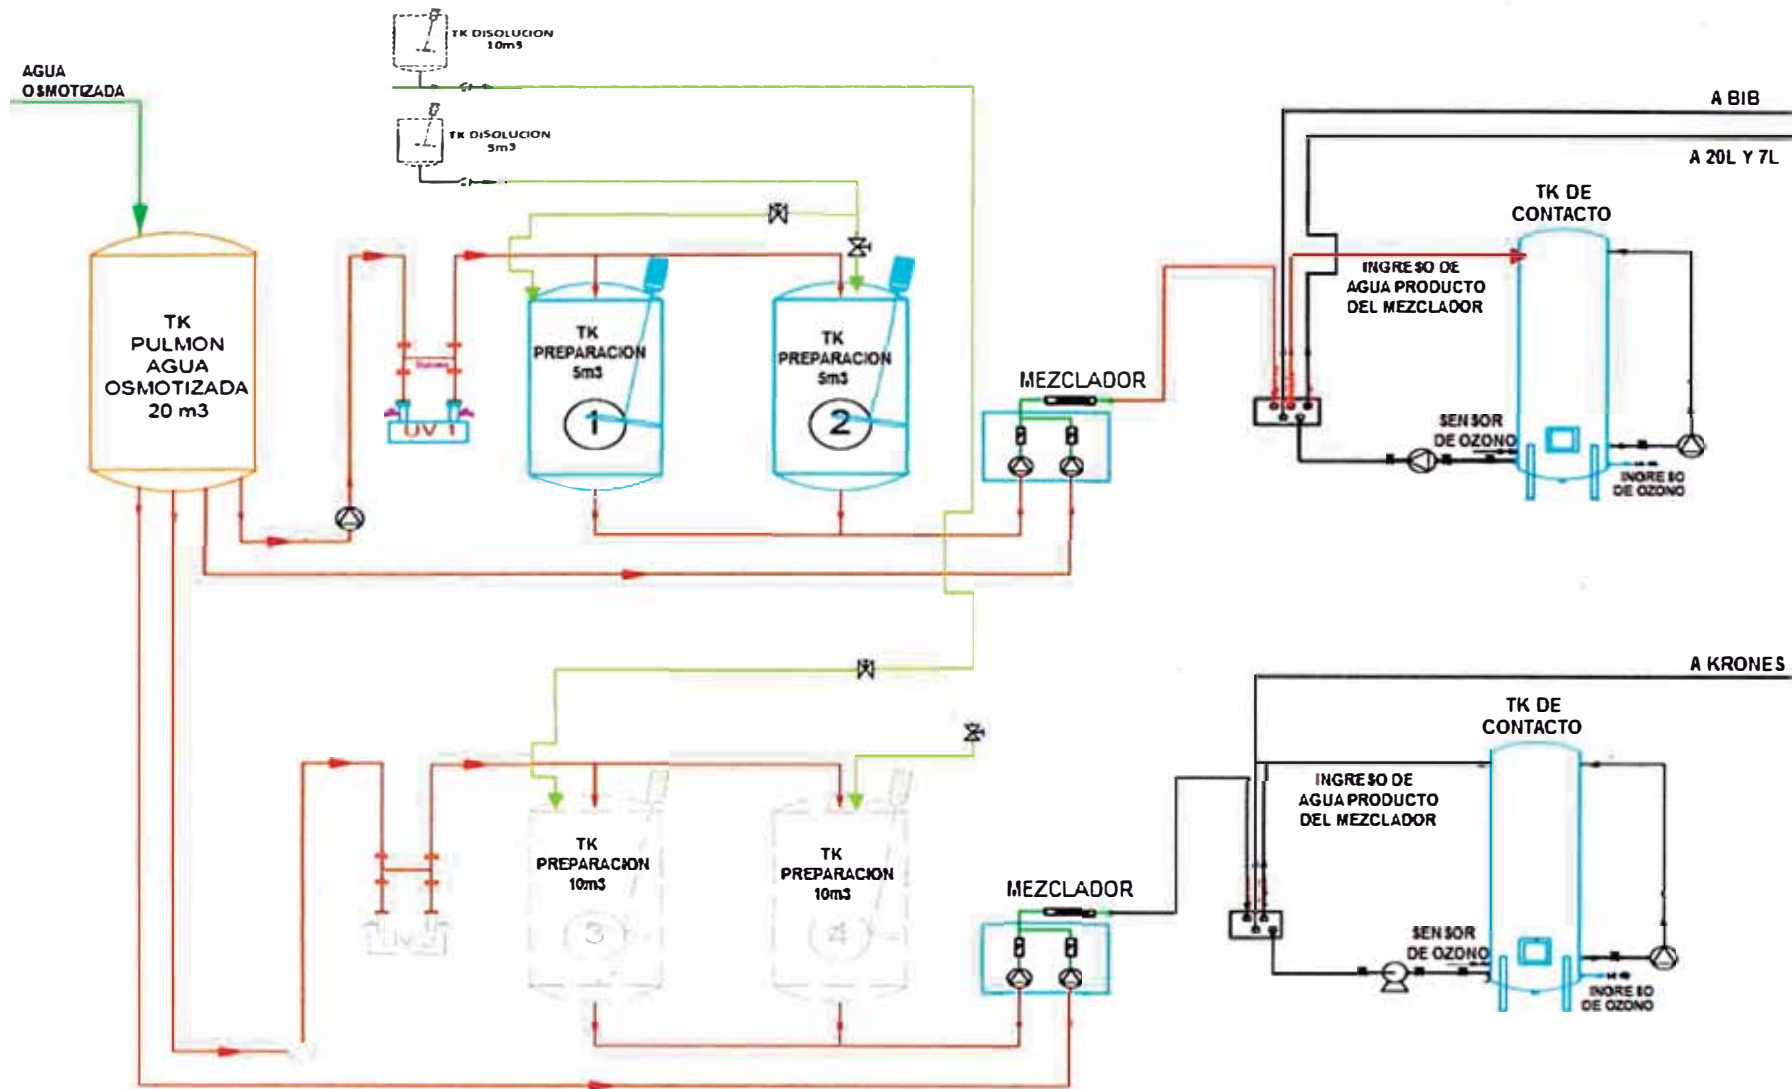 TK DISOLUCION
10m3
AGUA
OSMOTIZADA
TK DISOLUCION
5m3
A BIB
A 20L Y 7L
TK DE
CONTACTO
INGRESO DE
AGUA PRODUCTO
DEL MEZCLADOR
TK
PULMON
AGUA
OSMOTIZADA
20 m3
UV 1
TK
PREPARACION
5m3
1
TK
PREPARACION
5m3
2
MEZCLADOR
SENSOR
DE OZONO
INGRESO
DE OZONO
A KRONES
TK DE
CONTACTO
INGRESO DE
AGUA PRODUCTO
DEL MEZCLADOR
TK
PREPARACION
10m3
3
TK
PREPARACION
10m3
MEZCLADOR
SENSOR
DE OZONO
INGRESO
DE OZONO